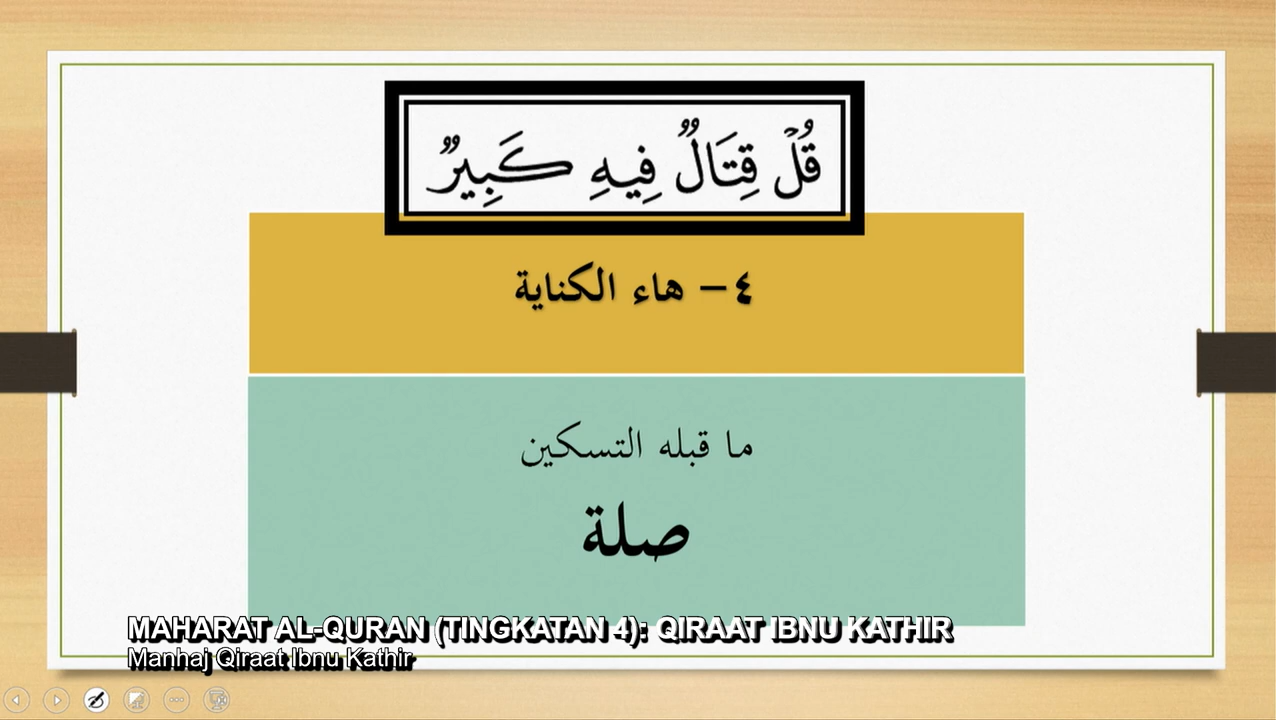 قُلْ قِتَالٌ فِيهِ كَبِيرٌ
٤– هاء الكناية
ما قبله التسكين
صلة
MAHARAT AL-QURAN (TINGKATAN 4): QIRAAT IBNU KATHIR
Manhaj Qiraat Ibnu Kathir